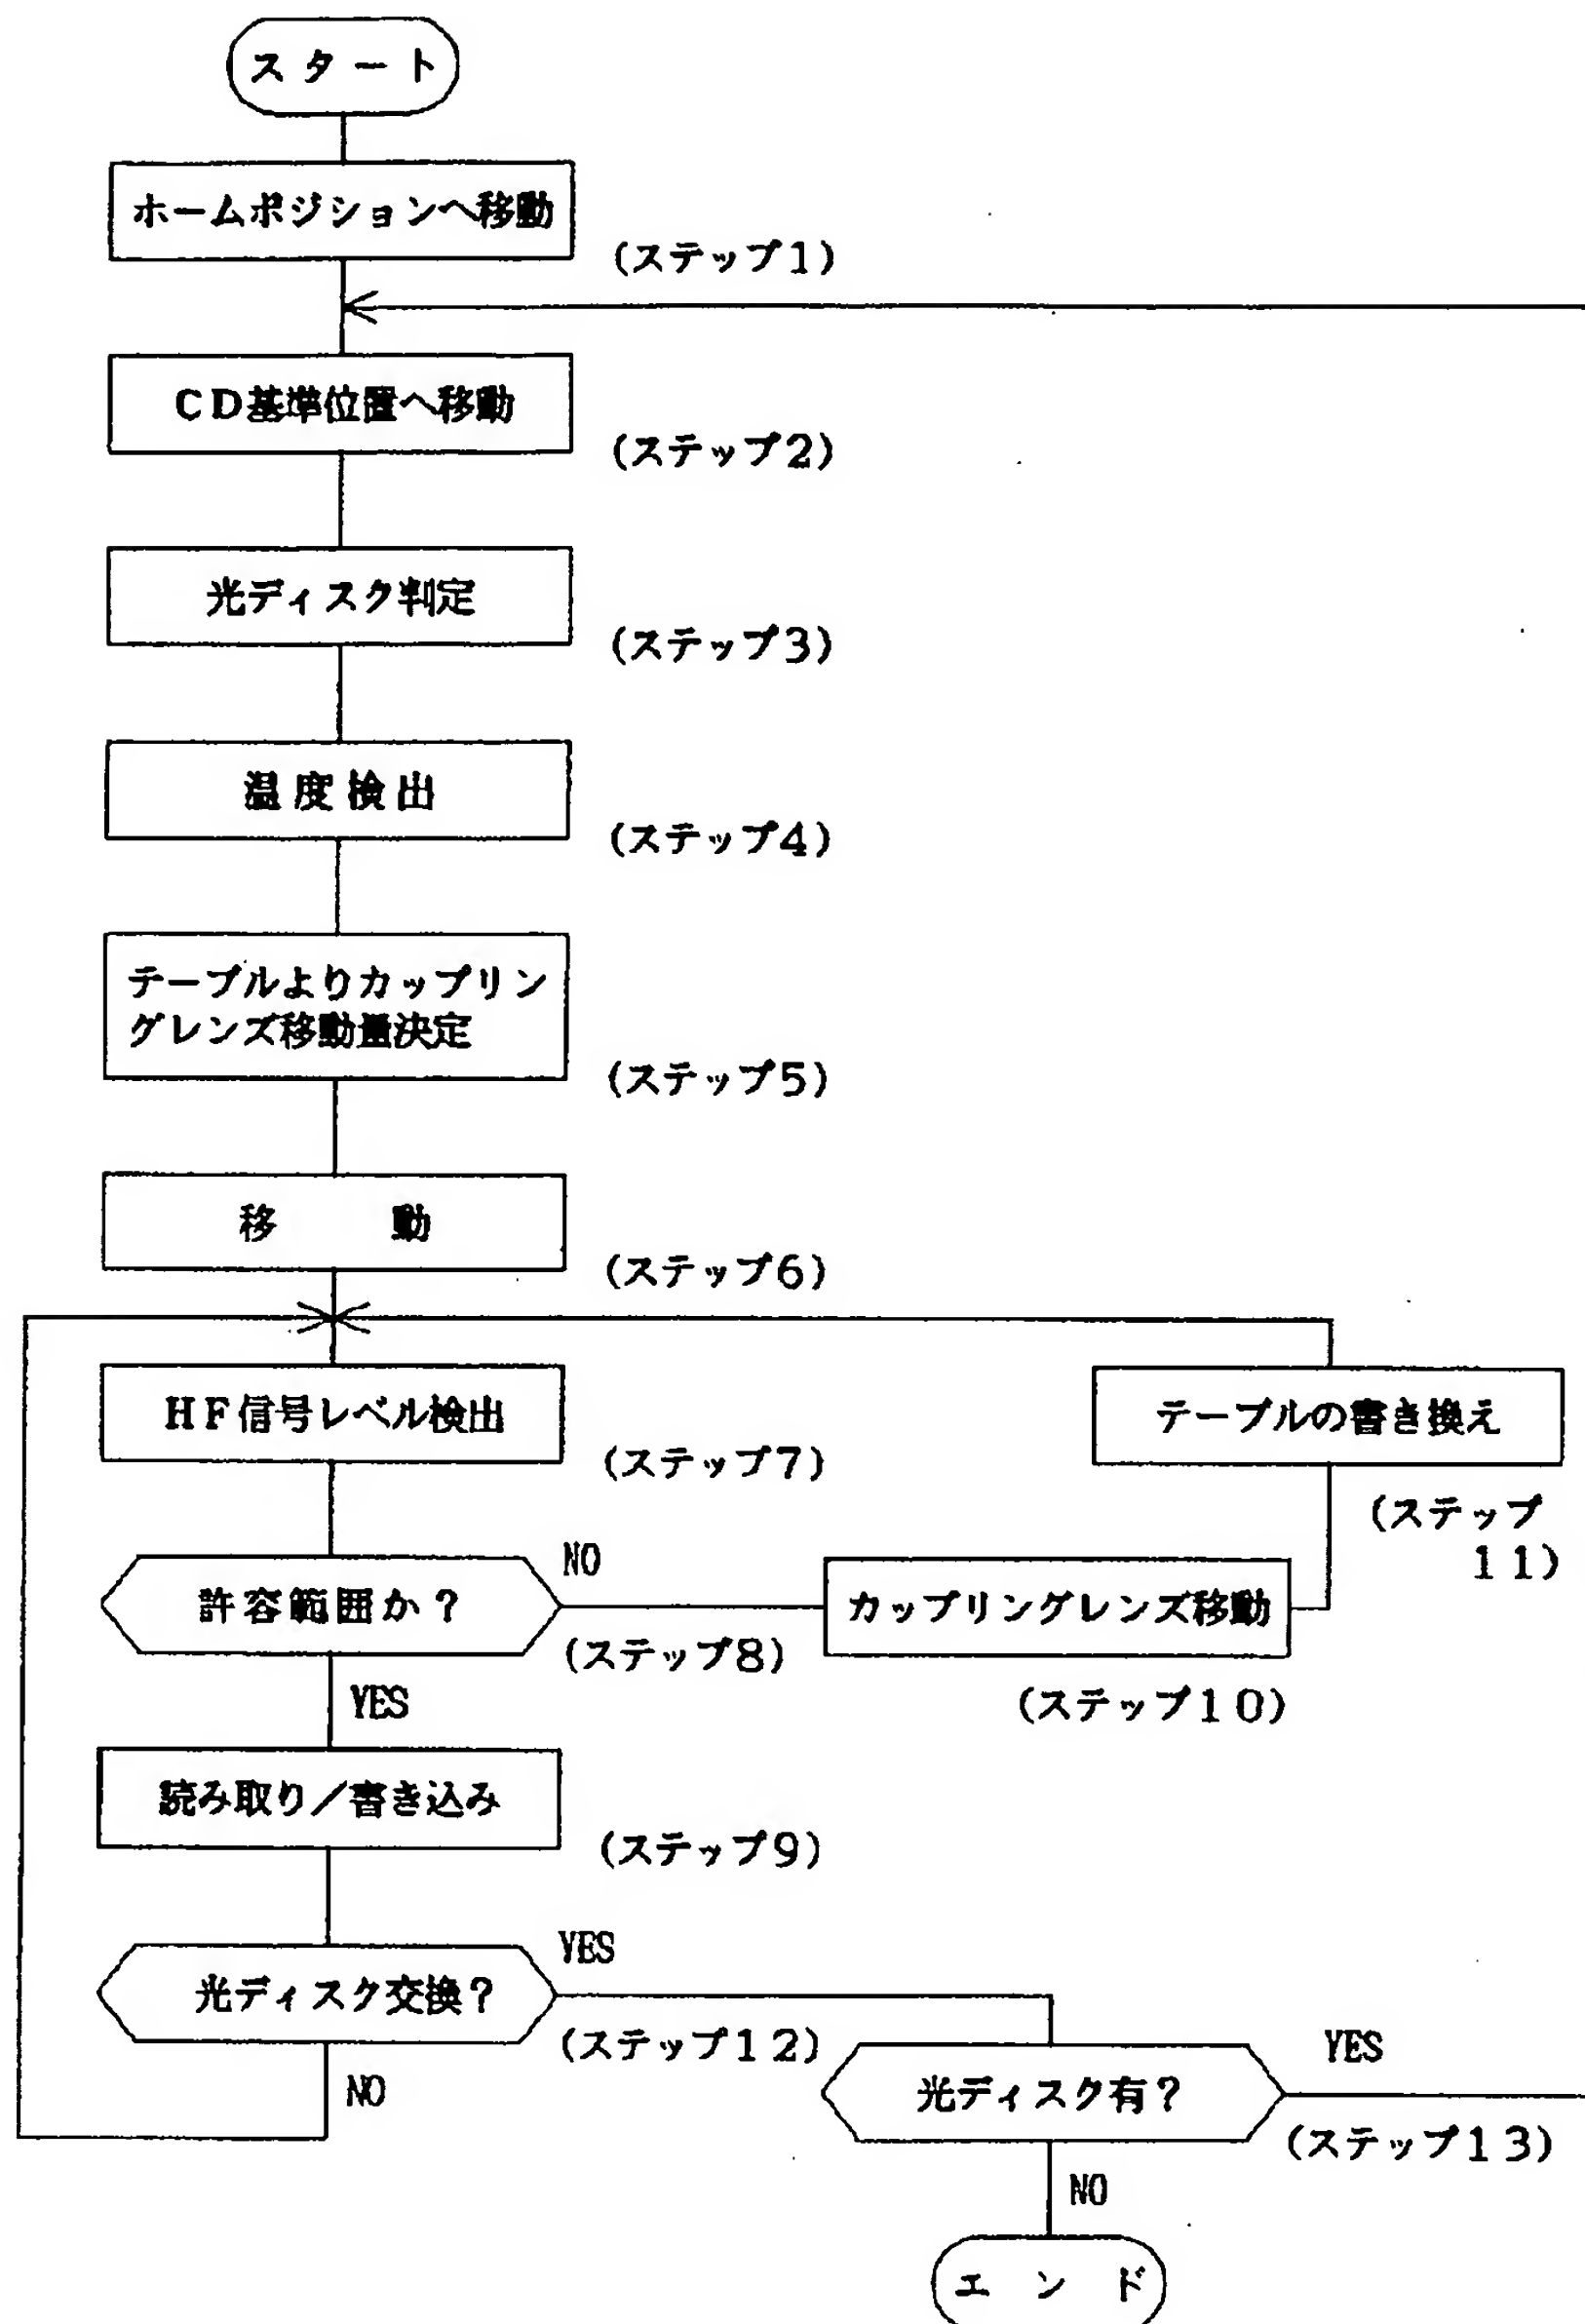 スタート
ホームポジションへ移動
(ステップ1)
CD基準位置へ移動
(ステップ2)
光ディスク判定
(ステップ3)
温度検出
(ステップ4)
テーブルよりカップリン
グレンズ移動量決定
(ステップ5)
移動
(ステップ6)
HF信号レベル検出
(ステップ7)
テーブルの書き換え
(ステップ
11)
許容範囲か?
NO
(ステップ8)
カップリングレンズ移動
(ステップ10)
YES
読み取り/書き込み
(ステップ9)
光ディスク交換?
YES
(ステップ12)
NO
光ディスク有?
YES
(ステップ13)
NO
エンド